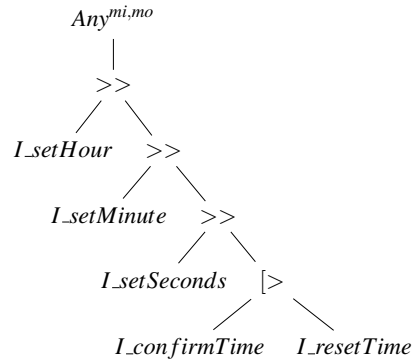 Any^{mi,mo}
>>
I_setHour >>
I_setMinute >>
I_setSeconds [>
I_confirmTime I_resetTime